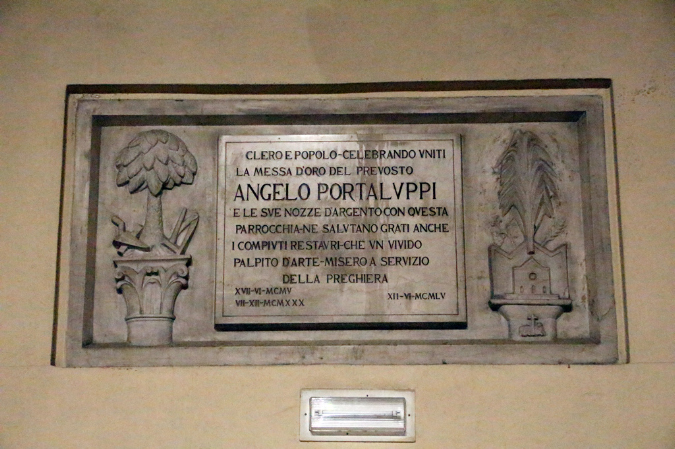 CLERO E POPOLO-CELEBRANDO VNITI
LA MESSA D'ORO DEL PREVOSTO
ANGELO PORTALVPPI
E LE SVE NOZZE D'ARGENTO CON QVESTA
PARROCCHIA-NE SALVTANO GRATI ANCHE
I COMPIVTI RESTAVRI-CHE VN VIVIDO
PALPITO D'ARTE-MISERO A SERVIZIO
DELLA PREGHIERA
XVII-VI-MCMV
VII-XII-MCMXXX
XII-VI-MCMLV